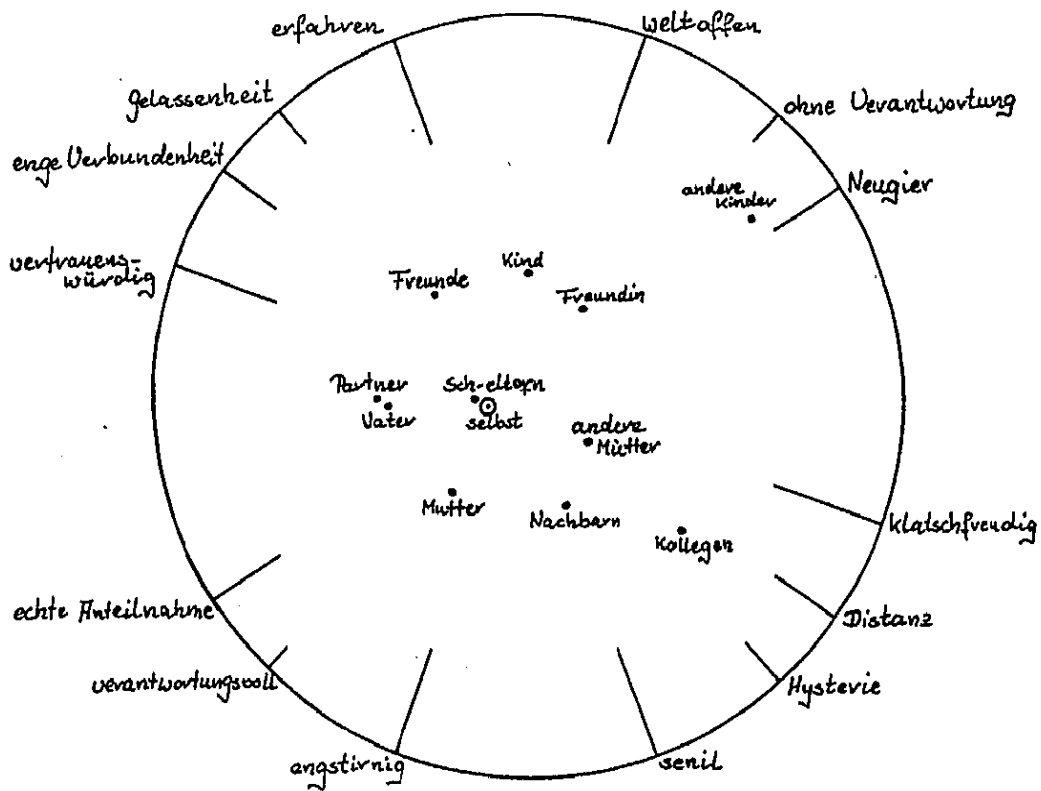 erfahren
weltoffen
gelassenheit
ohne Verantwortung
enge Verbundenheit
Neugier
andere
Kinder
vertrauens-
würdig
Kind
Freunde
Freundin
Partner
Sch-eltern
Vater
selbst
andere
Mütter
Mutter
Nachbarn
klatschfreudig
Kollegen
echte Anteilnahme
Distanz
verantwortungsvoll
Hysterie
engstirnig
senil